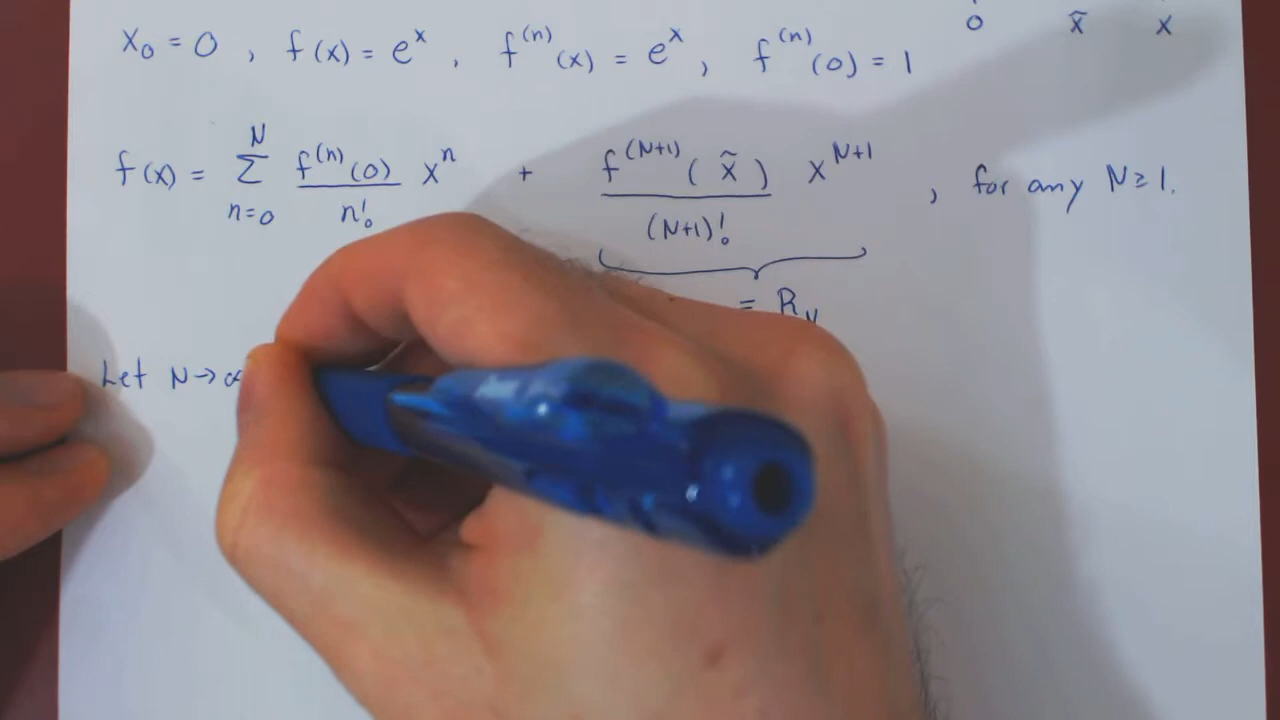 0 x̃ x
x₀ = 0 , f(x) = eˣ , f⁽ⁿ⁾(x) = eˣ , f⁽ⁿ⁾(0) = 1
f(x) = Σ_{n=0}^{N} f⁽ⁿ⁾(0)/n! xⁿ + f^{(N+1)}(x̃)/(N+1)! x^{N+1} , for any N ≥ 1.
= R_N
Let N → ∞